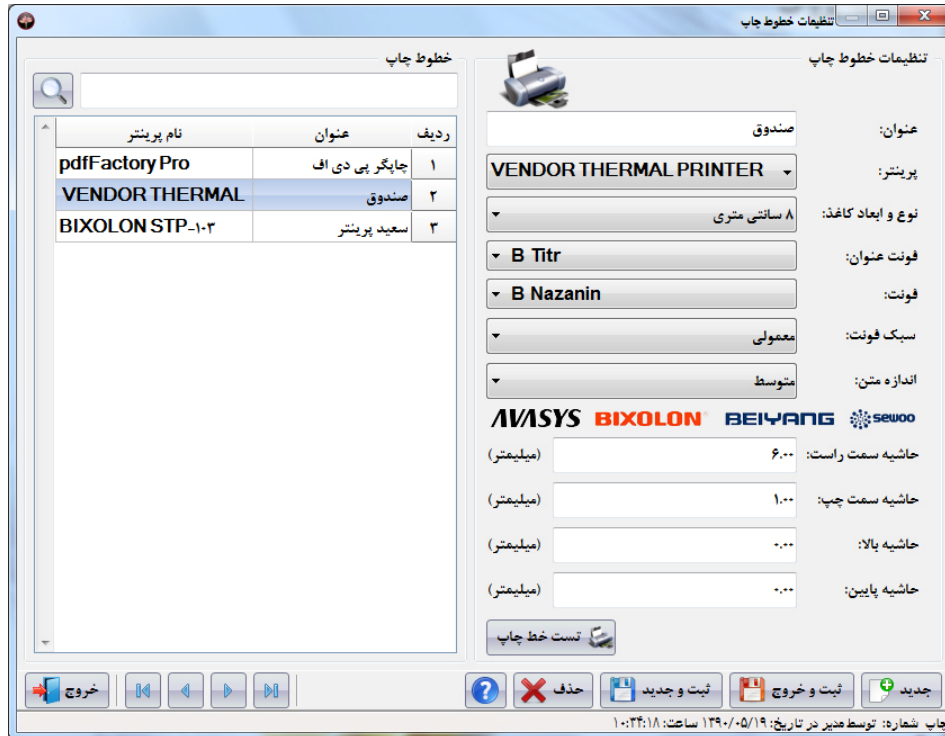 تنظیمات خطوط چاپ
تنظیمات خطوط چاپ
عنوان: صندوق
پرینتر: VENDOR THERMAL PRINTER
نوع و ابعاد کاغذ: ۸ سانتی متری
فونت عنوان: B Titr
فونت: B Nazanin
سبک فونت: معمولی
اندازه متن: متوسط
AVASYS BIXOLON BEIYANG sewoo
حاشیه سمت راست: ۶.۰۰ (میلیمتر)
حاشیه سمت چپ: ۱.۰۰ (میلیمتر)
حاشیه بالا: ۰.۰۰ (میلیمتر)
حاشیه پایین: ۰.۰۰ (میلیمتر)
تست خط چاپ
خطوط چاپ
ردیف عنوان نام پرینتر
۱ چاپگر پی دی اف pdfFactory Pro
۲ صندوق VENDOR THERMAL
۳ سعید پرینتر BIXOLON STP-۱۰۳
جدید ثبت و خروج ثبت و جدید حذف ? خروج
چاپ شماره: توسط مدیر در تاریخ: ۱۳۹۰/۰۵/۱۹ ساعت: ۱۰:۳۴:۱۸